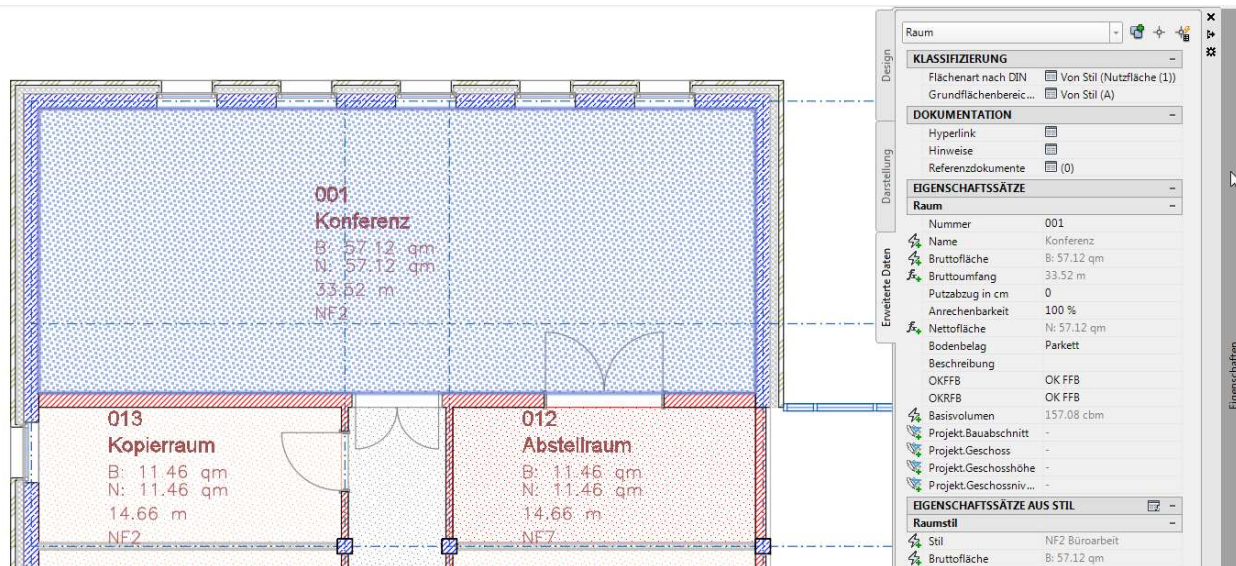 001
Konferenz
B: 57.12 qm
N: 57.12 qm
33.52 m
NF2
013
Kopierraum
B: 11.46 qm
N: 11.46 qm
14.66 m
NF2
012
Abstellraum
B: 11.46 qm
N: 11.46 qm
14.66 m
NF7
Design
Darstellung
Erweiterte Daten
Raum
KLASSIFIZIERUNG
Flächenart nach DIN Von Stil (Nutzfläche (1))
Grundflächenbereic... Von Stil (A)
DOKUMENTATION
Hyperlink
Hinweise
Referenzdokumente (0)
EIGENSCHAFTSSÄTZE
Raum
Nummer 001
Name Konferenz
Bruttofläche B: 57.12 qm
Bruttoumfang 33.52 m
Putzabzug in cm 0
Anrechenbarkeit 100 %
Nettofläche N: 57.12 qm
Bodenbelag Parkett
Beschreibung
OKFFB OK FFB
OKRFB OK FFB
Basisvolumen 157.08 cbm
Projekt.Bauabschnitt -
Projekt.Geschoss -
Projekt.Geschosshöhe -
Projekt.Geschossniv... -
EIGENSCHAFTSSÄTZE AUS STIL
Raumstil
Stil NF2 Büroarbeit
Bruttofläche B: 57.12 qm
Eigenschaften